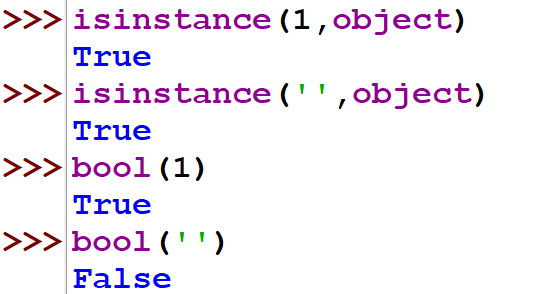 >>> isinstance(1,object)
True
>>> isinstance('',object)
True
>>> bool(1)
True
>>> bool('')
False